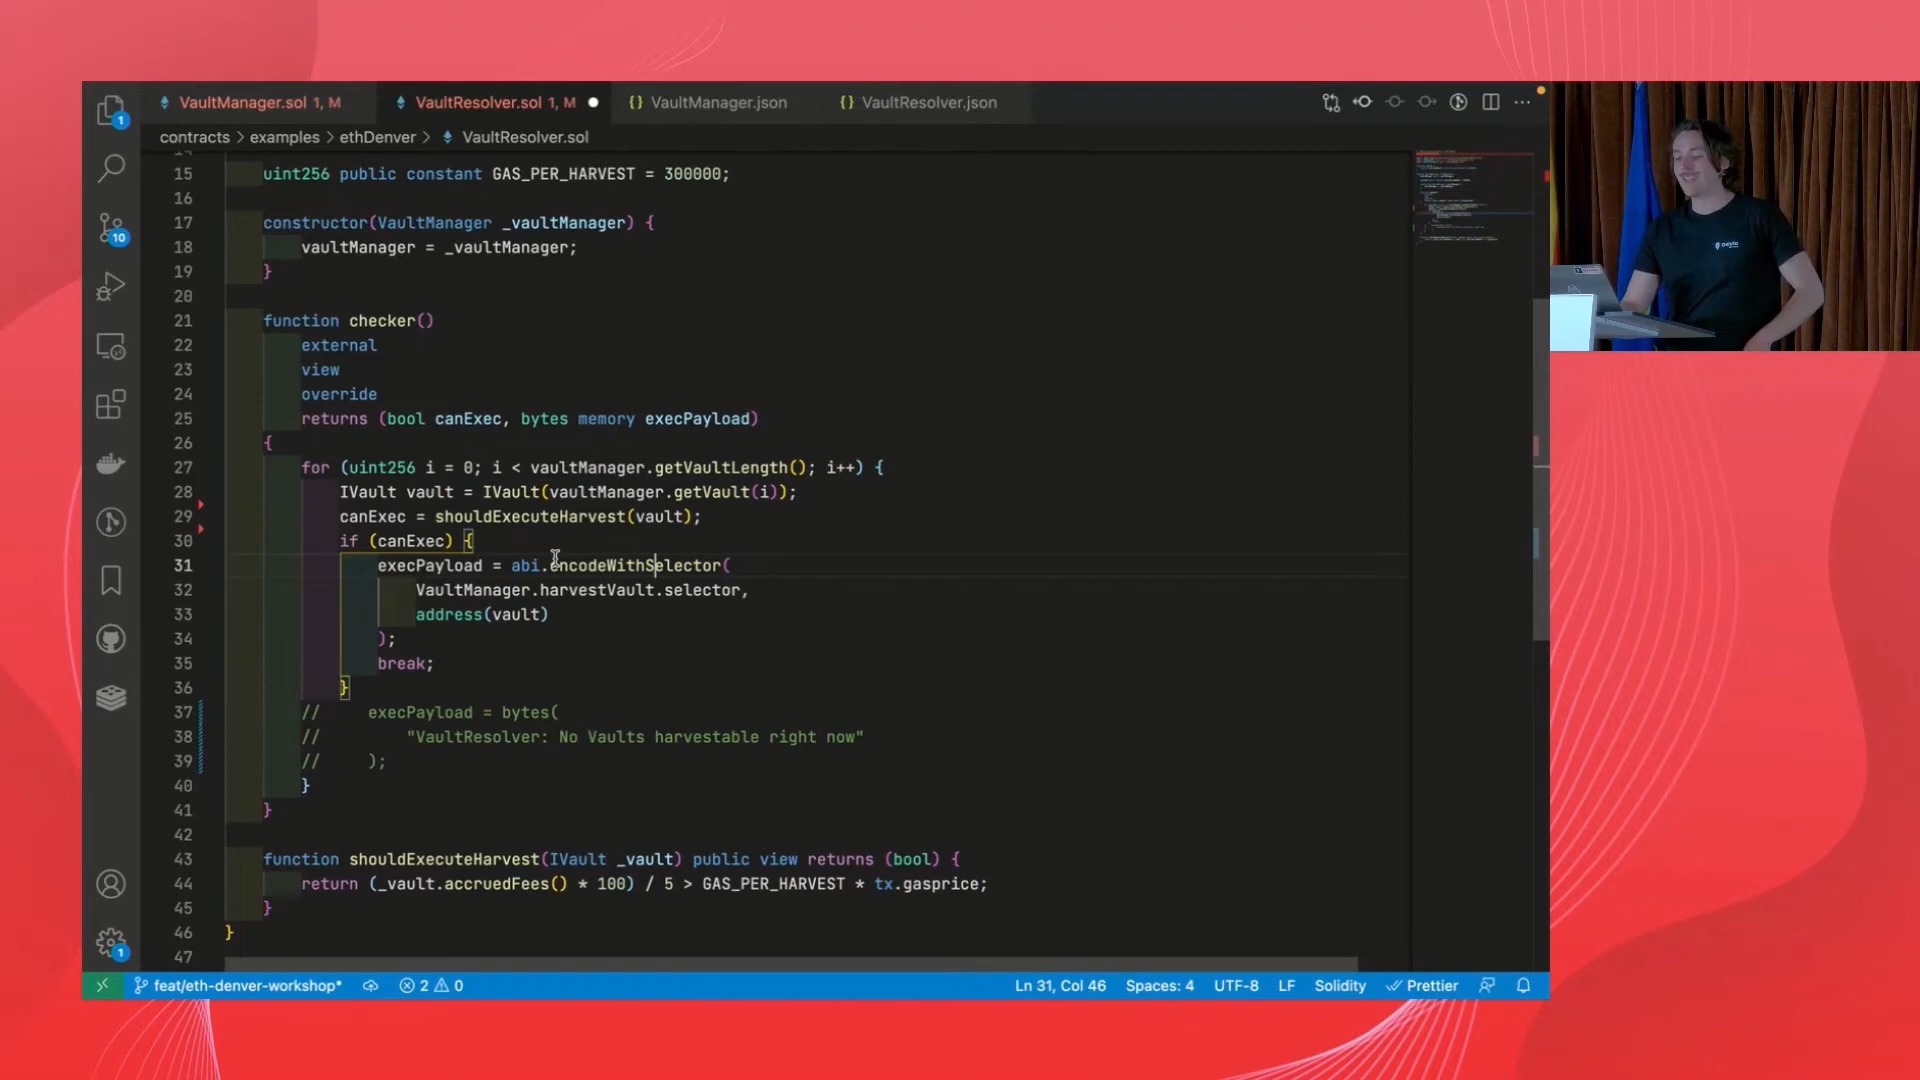 VaultManager.sol 1, M
VaultResolver.sol 1, M
{} VaultManager.json
{} VaultResolver.json
contracts > examples > ethDenver > VaultResolver.sol
15 uint256 public constant GAS_PER_HARVEST = 300000;
16
17 constructor(VaultManager _vaultManager) {
18 vaultManager = _vaultManager;
19 }
20
21 function checker()
22 external
23 view
24 override
25 returns (bool canExec, bytes memory execPayload)
26 {
27 for (uint256 i = 0; i < vaultManager.getVaultLength(); i++) {
28 IVault vault = IVault(vaultManager.getVault(i));
29 canExec = shouldExecuteHarvest(vault);
30 if (canExec) {
31 execPayload = abi.encodeWithSelector(
32 VaultManager.harvestVault.selector,
33 address(vault)
34 );
35 break;
36 }
37 // execPayload = bytes(
38 // "VaultResolver: No Vaults harvestable right now"
39 // );
40 }
41 }
42
43 function shouldExecuteHarvest(IVault _vault) public view returns (bool) {
44 return (_vault.accruedFees() * 100) / 5 > GAS_PER_HARVEST * tx.gasprice;
45 }
46 }
47
1
10
1
feat/eth-denver-workshop* 2 0 Ln 31, Col 46 Spaces: 4 UTF-8 LF Solidity Prettier